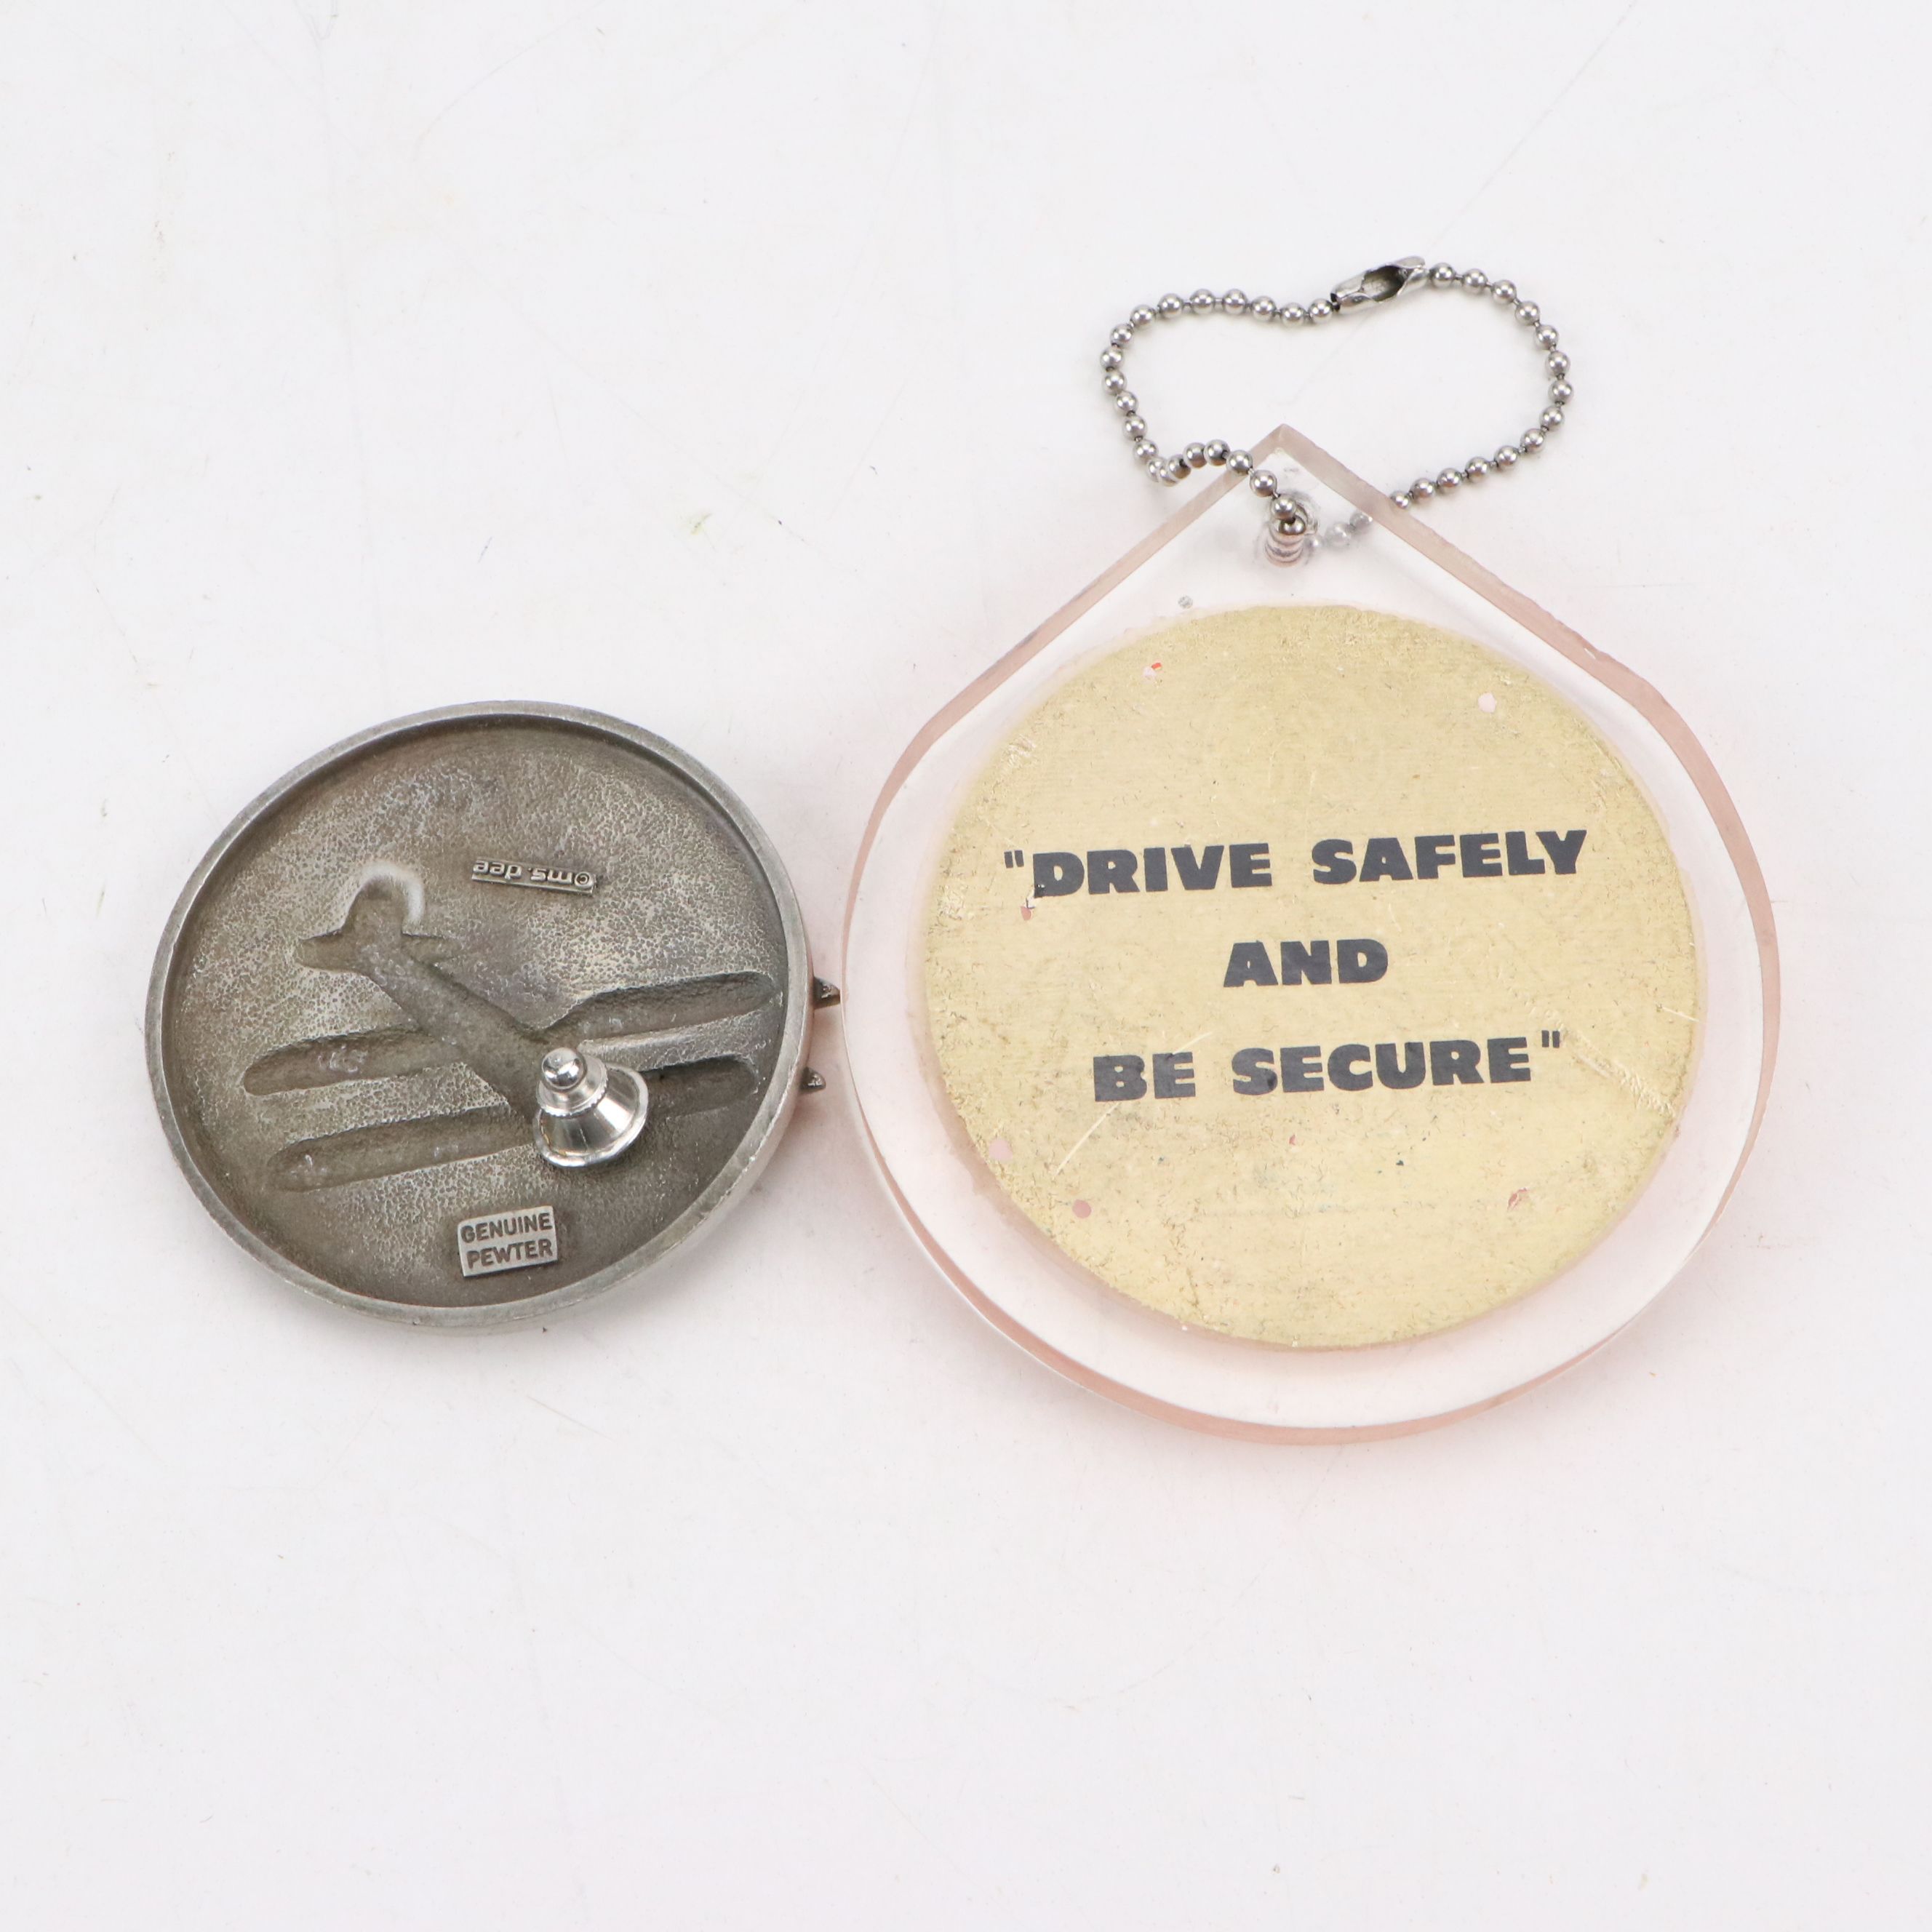 ©ms. dee
GENUINE
PEWTER
"DRIVE SAFELY
AND
BE SECURE"